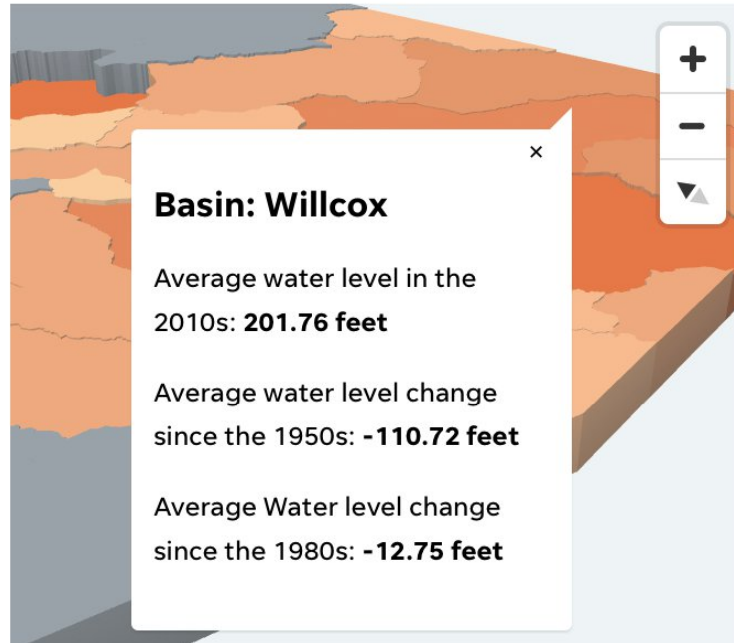 ×
Basin: Willcox
Average water level in the
2010s: 201.76 feet
Average water level change
since the 1950s: -110.72 feet
Average Water level change
since the 1980s: -12.75 feet
+
−